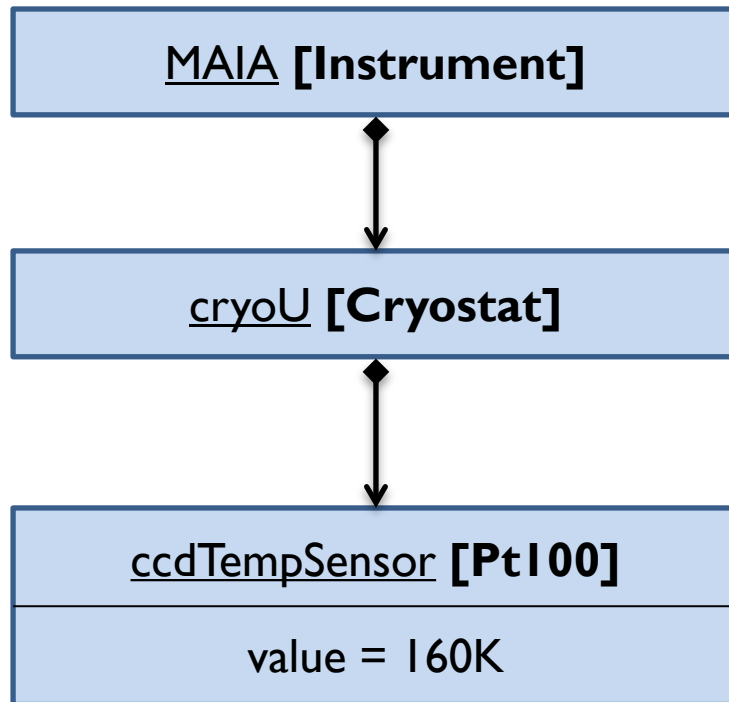 MAIA [Instrument]
cryoU [Cryostat]
ccdTempSensor [Pt100]
value = 160K